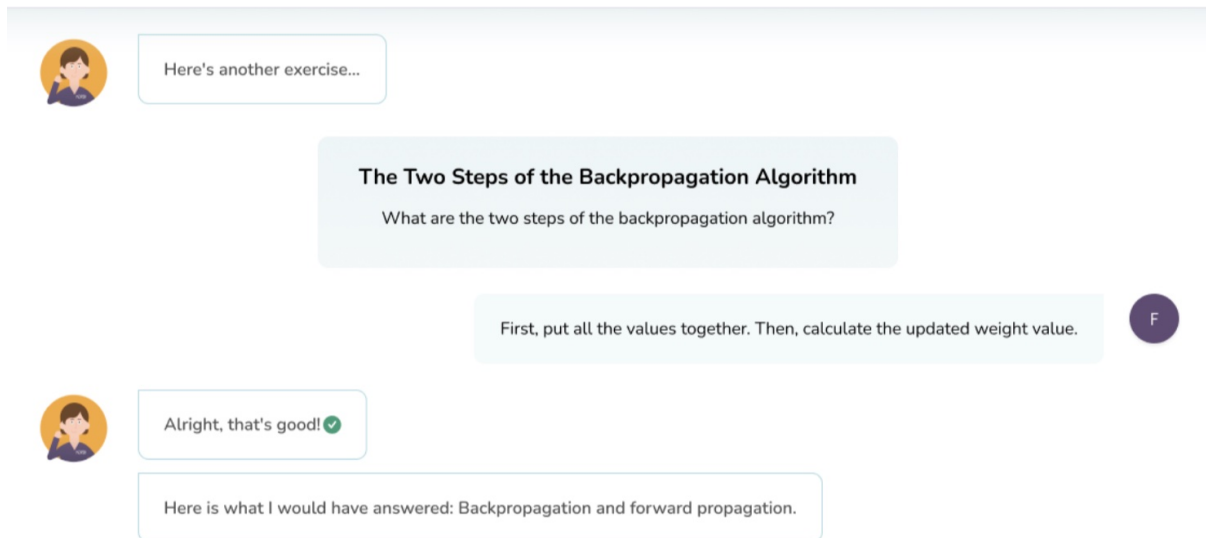 Here's another exercise...
The Two Steps of the Backpropagation Algorithm
What are the two steps of the backpropagation algorithm?
First, put all the values together. Then, calculate the updated weight value.
F
Alright, that's good!
Here is what I would have answered: Backpropagation and forward propagation.